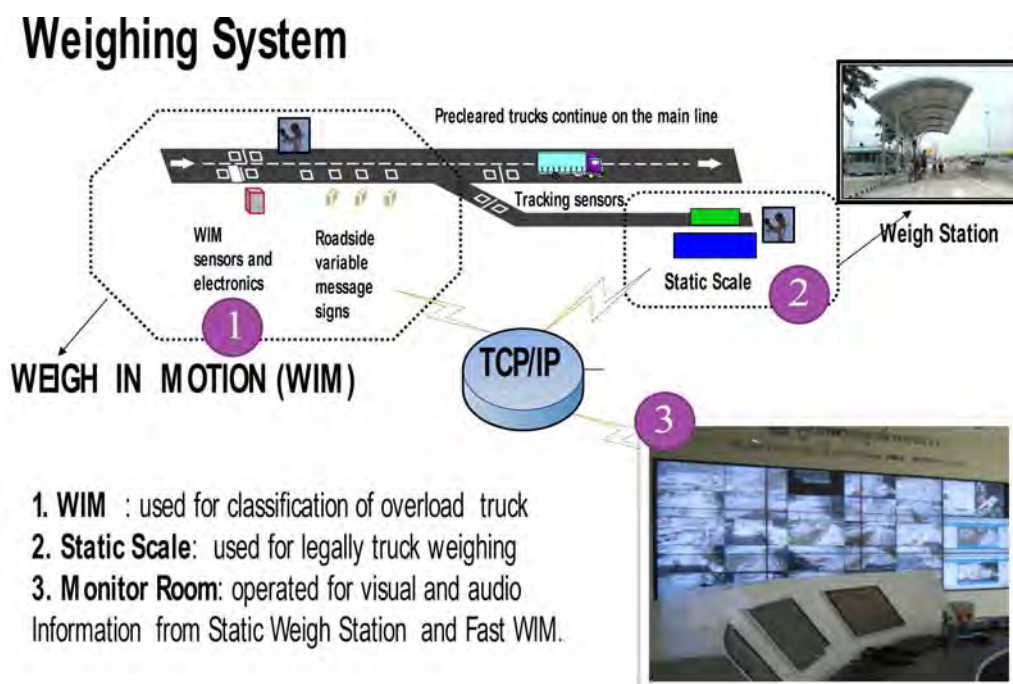 Weighing System
Precleared trucks continue on the main line
Tracking sensors
WIM
sensors and
electronics
Roadside
variable
message
signs
Static Scale
Weigh Station
1
2
WEIGH IN MOTION (WIM)
TCP/IP
3
1. WIM : used for classification of overload truck
2. Static Scale: used for legally truck weighing
3. Monitor Room: operated for visual and audio
Information from Static Weigh Station and Fast WIM.